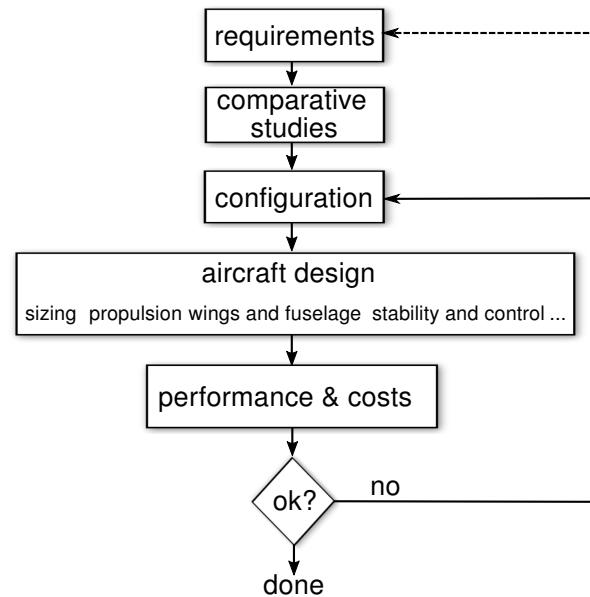 requirements
comparative
studies
configuration
aircraft design
sizing propulsion wings and fuselage stability and control ...
performance & costs
ok?
no
done